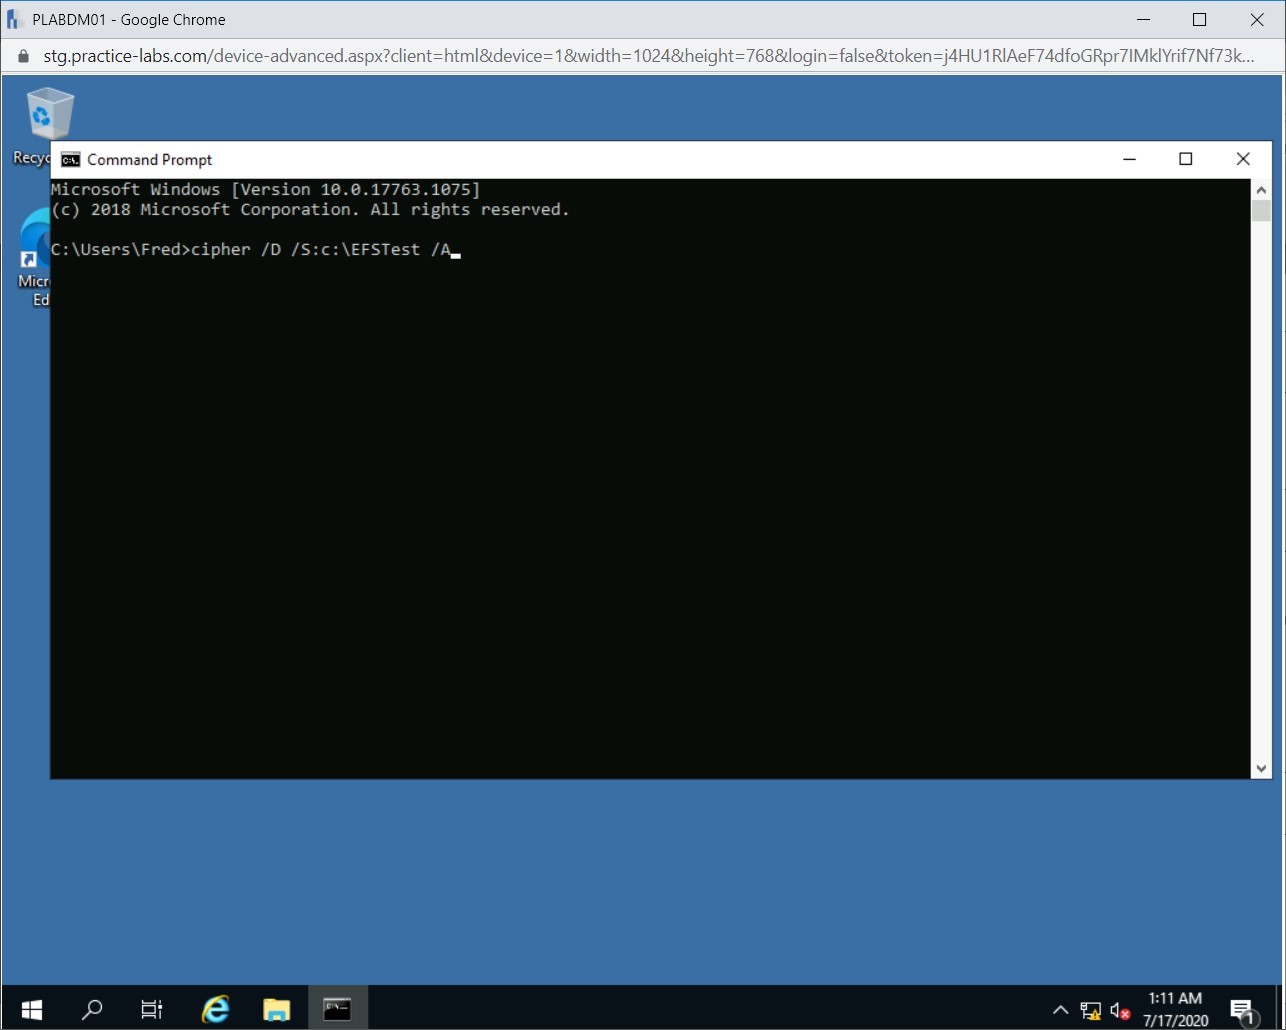 PLABDM01 - Google Chrome
stg.practice-labs.com/device-advanced.aspx?client=html&device=1&width=1024&height=768&login=false&token=j4HU1RlAeF74dfoGRpr7IMklYrif7Nf73k...
Recyc
Command Prompt
Microsoft Windows [Version 10.0.17763.1075]
(c) 2018 Microsoft Corporation. All rights reserved.
C:\Users\Fred>cipher /D /S:c:\EFSTest /A
Micr
Ed
1:11 AM
7/17/2020
1